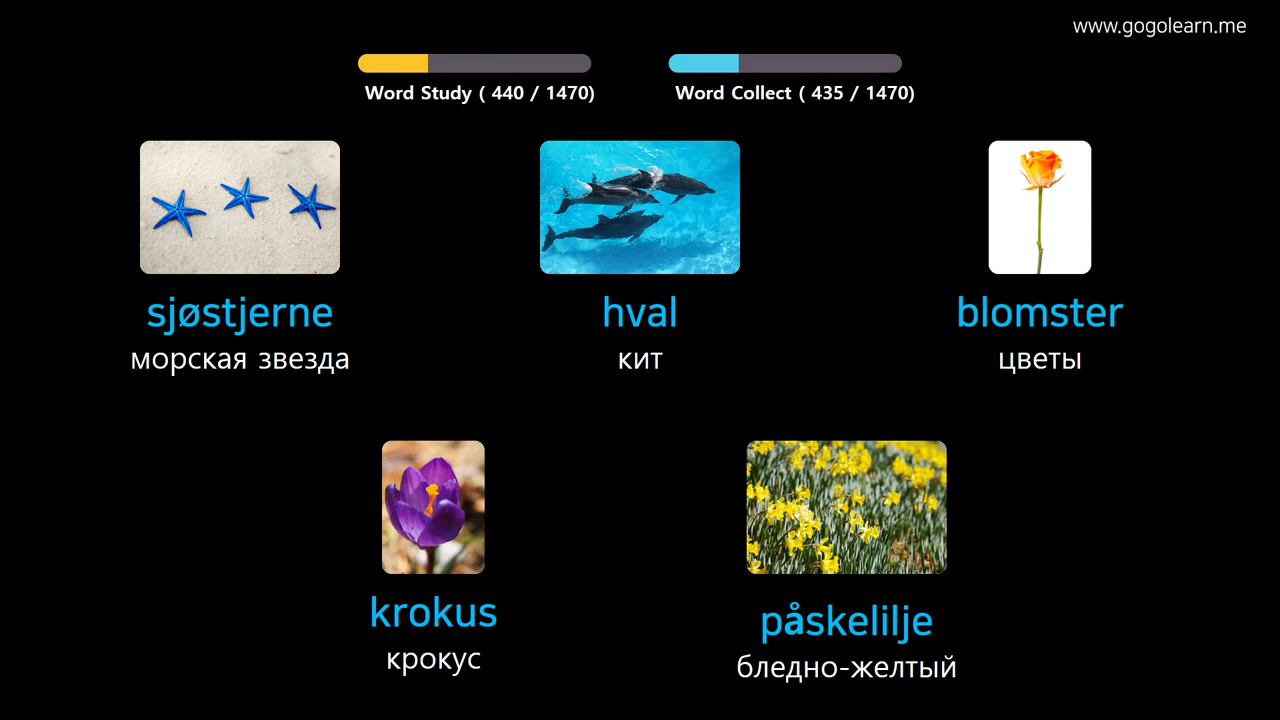 www.gogolearn.me
Word Study ( 440 / 1470)
Word Collect ( 435 / 1470)
sjøstjerne
морская звезда
hval
кит
blomster
цветы
krokus
крокус
påskelilje
бледно-желтый